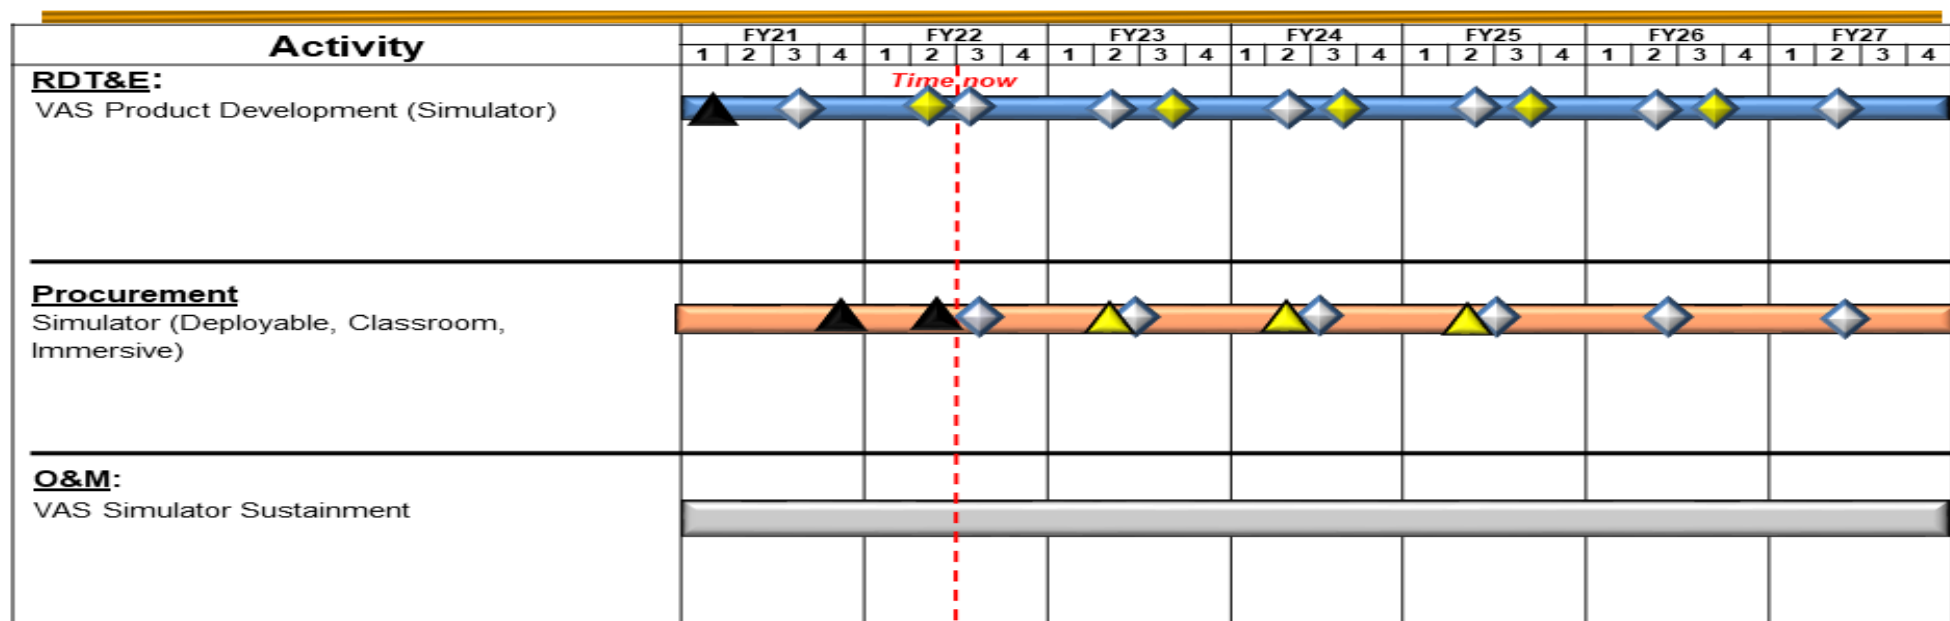 Activity
FY21 FY22 FY23 FY24 FY25 FY26 FY27
1 2 3 4 1 2 3 4 1 2 3 4 1 2 3 4 1 2 3 4 1 2 3 4 1 2 3 4
RDT&E:
Time now
VAS Product Development (Simulator)
Procurement
Simulator (Deployable, Classroom,
Immersive)
O&M:
VAS Simulator Sustainment